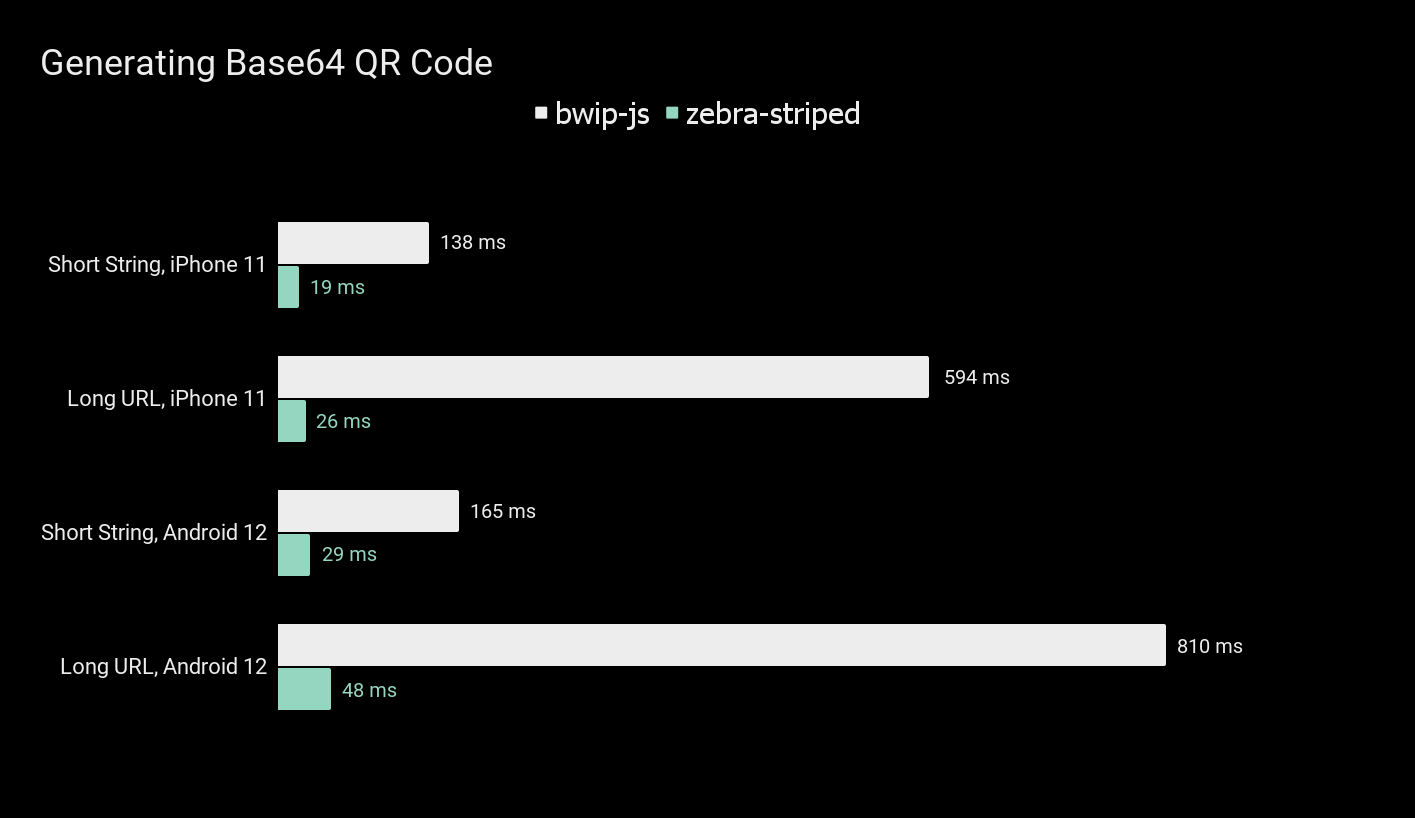 Generating Base64 QR Code
bwip-js zebra-striped
Short String, iPhone 11
138 ms
19 ms
Long URL, iPhone 11
594 ms
26 ms
Short String, Android 12
165 ms
29 ms
Long URL, Android 12
810 ms
48 ms